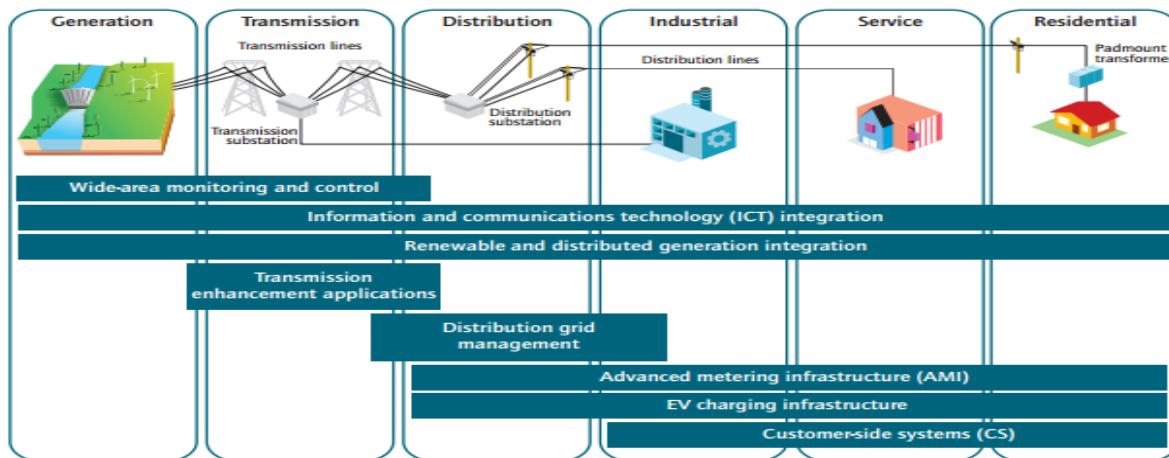 Generation
Transmission
Distribution
Industrial
Service
Residential
Transmission lines
Distribution lines
Padmount
transforme
Transmission
substation
Distribution
substation
Wide-area monitoring and control
Information and communications technology (ICT) integration
Renewable and distributed generation integration
Transmission
enhancement applications
Distribution grid
management
Advanced metering infrastructure (AMI)
EV charging infrastructure
Customer-side systems (CS)